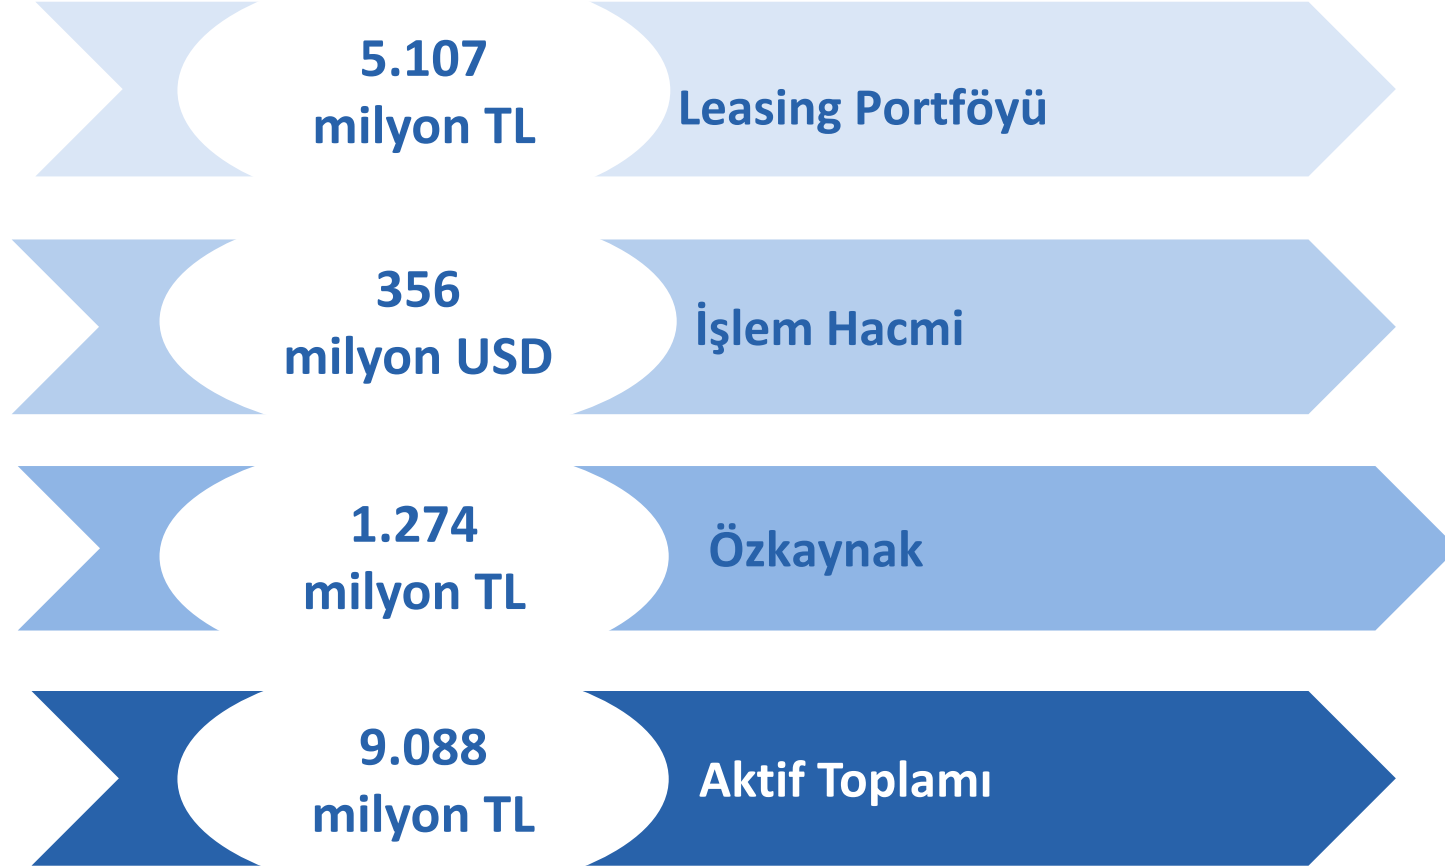 5.107
milyon TL
Leasing Portföyü
356
milyon USD
İşlem Hacmi
1.274
milyon TL
Özkaynak
9.088
milyon TL
Aktif Toplamı